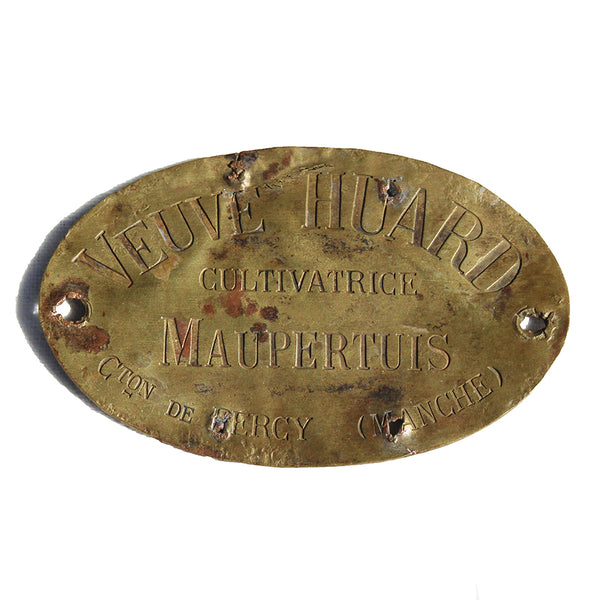 VEUVE HUARD
CULTIVATRICE
MAUPERTUIS
CTON DE PERCY (MANCHE)